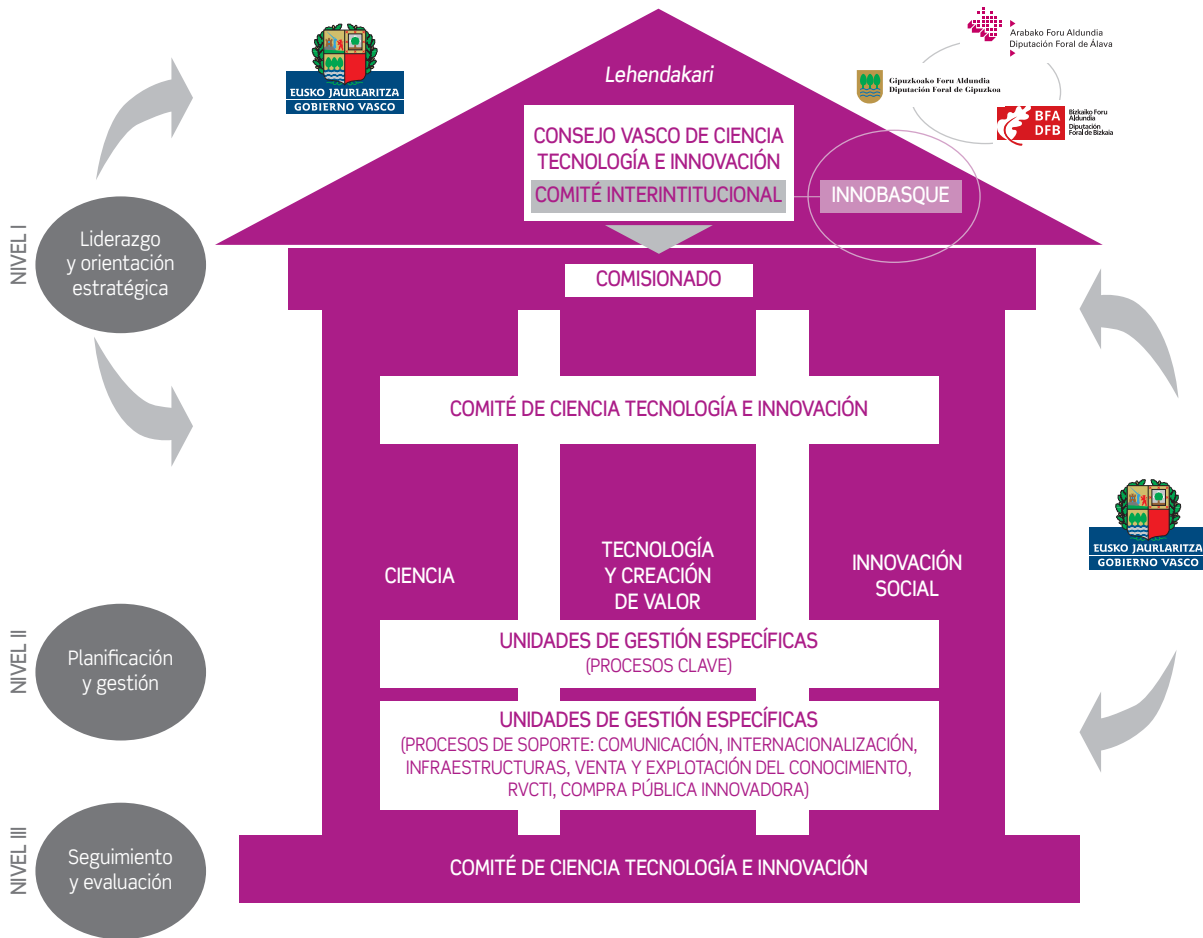 EUSKO JAURLARITZA
GOBIERNO VASCO
Lehendakari
Arabako Foru Aldundia
Diputación Foral de Álava
Gipuzkoako Foru Aldundia
Diputación Foral de Gipuzkoa
BFA
DFB
Bizkaiko Foru
Aldundia
Diputación
Foral de Bizkaia
CONSEJO VASCO DE CIENCIA
TECNOLOGÍA E INNOVACIÓN
COMITÉ INTERINTITUCIONAL
INNOBASQUE
NIVEL I
Liderazgo
y orientación
estratégica
COMISIONADO
COMITÉ DE CIENCIA TECNOLOGÍA E INNOVACIÓN
CIENCIA
TECNOLOGÍA
Y CREACIÓN
DE VALOR
INNOVACIÓN
SOCIAL
EUSKO JAURLARITZA
GOBIERNO VASCO
NIVEL II
Planificación
y gestión
UNIDADES DE GESTIÓN ESPECÍFICAS
(PROCESOS CLAVE)
UNIDADES DE GESTIÓN ESPECÍFICAS
(PROCESOS DE SOPORTE: COMUNICACIÓN, INTERNACIONALIZACIÓN,
INFRAESTRUCTURAS, VENTA Y EXPLOTACIÓN DEL CONOCIMIENTO,
RVCTI, COMPRA PÚBLICA INNOVADORA)
NIVEL III
Seguimiento
y evaluación
COMITÉ DE CIENCIA TECNOLOGÍA E INNOVACIÓN